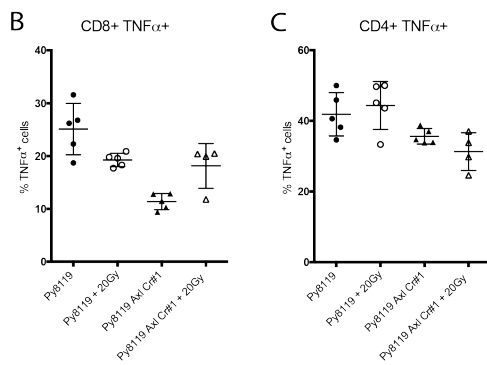 B
CD8+ TNFα+
% TNFα+ cells
40
30
20
10
0
Py8119
Py8119 + 20Gy
Py8119 Axl Cr#1
Py8119 Axl Cr#1 + 20Gy
C
CD4+ TNFα+
% TNFα+ cells
60
40
20
0
Py8119
Py8119 + 20Gy
Py8119 Axl Cr#1
Py8119 Axl Cr#1 + 20Gy